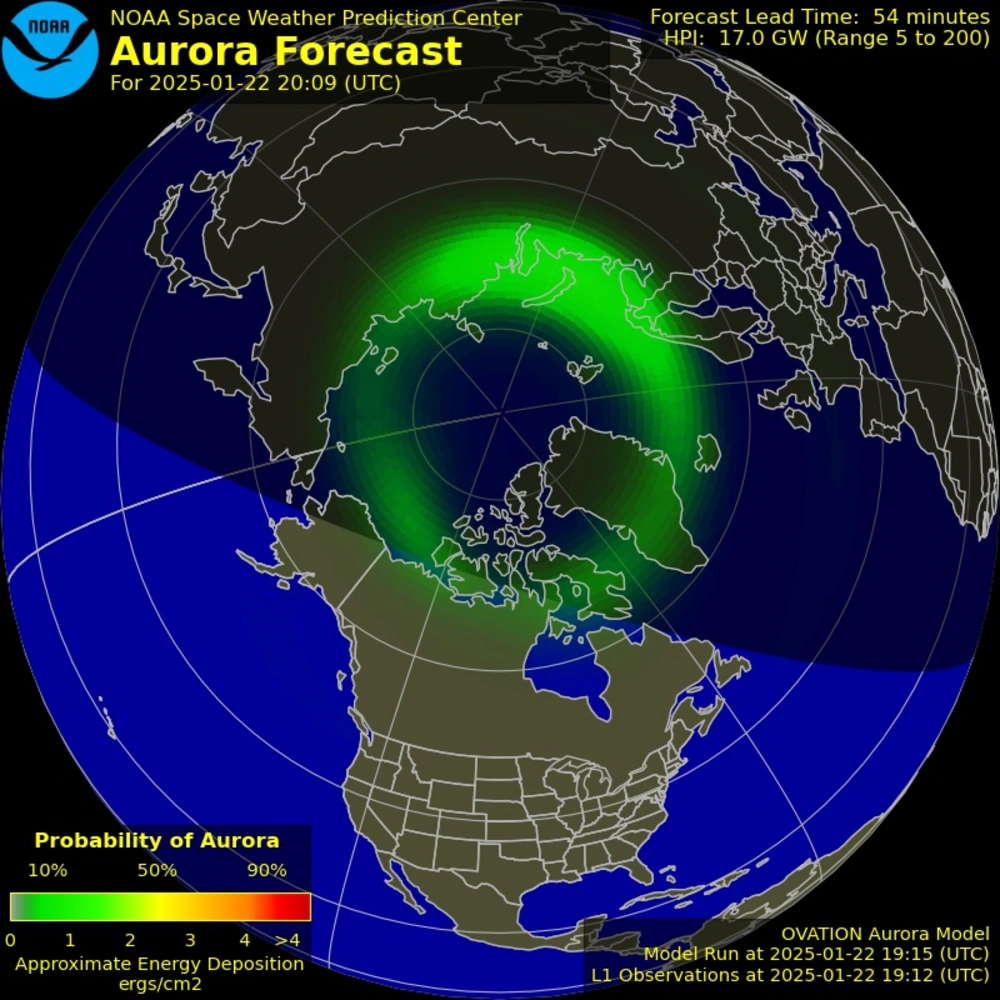 NOAA
NOAA Space Weather Prediction Center
Aurora Forecast
For 2025-01-22 20:09 (UTC)
Forecast Lead Time: 54 minutes
HPI: 17.0 GW (Range 5 to 200)
Probability of Aurora
10% 50% 90%
0 1 2 3 4 >4
Approximate Energy Deposition
ergs/cm2
OVATION Aurora Model
Model Run at 2025-01-22 19:15 (UTC)
L1 Observations at 2025-01-22 19:12 (UTC)